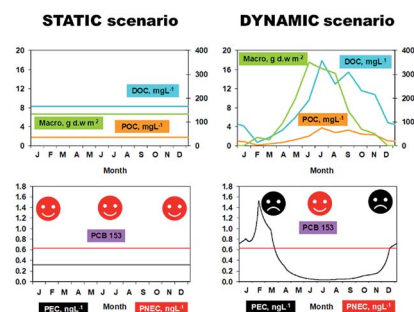 STATIC scenario
DYNAMIC scenario
20 400
16 300
12
8 200
4 100
0 0
DOC, mgL-1
Macro, g d.w m-2
POC, mgL-1
J F M A M J J A S O N D
Month
20 400
16 300
12
8 200
4 100
0 0
Macro, g d.w m-2
DOC, mgL-1
POC, mgL-1
J F M A M J J A S O N D
Month
1.8
1.6
1.4
1.2
1.0
0.8
0.6
0.4
0.2
0.0
PCB 153
J F M A M J J A S O N D
PEC, ngL-1 Month PNEC, ngL-1
1.8
1.6
1.4
1.2
1.0
0.8
0.6
0.4
0.2
0.0
PCB 153
J F M A M J J A S O N D
PEC, ngL-1 Month PNEC, ngL-1